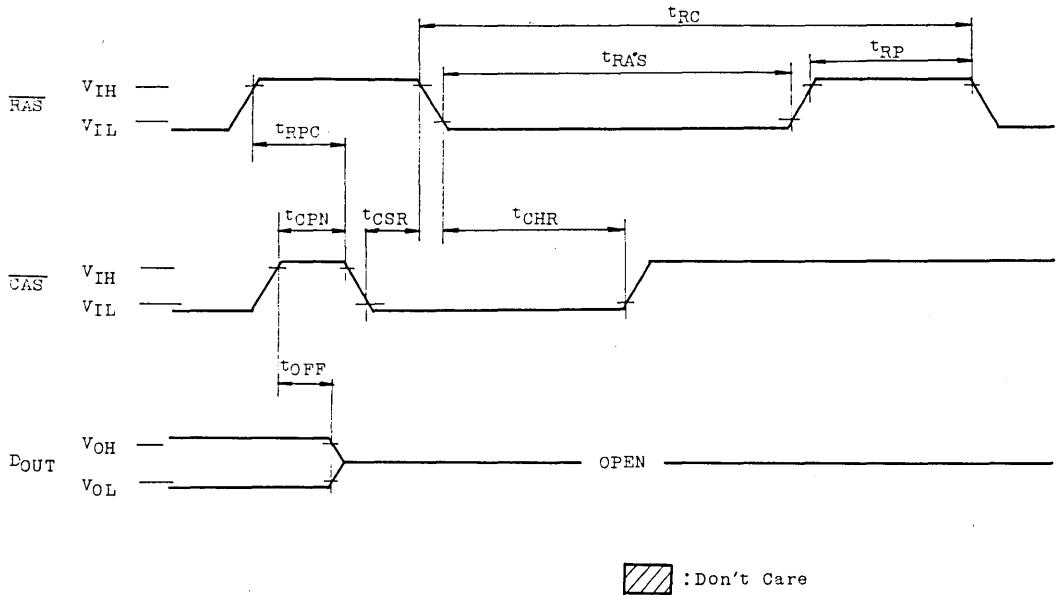 tRC
tRAS
tRP
RAS
VIH
VIL
tRPC
tCPN
tCSR
tCHR
CAS
VIH
VIL
tOFF
DOUT
VOH
VOL
OPEN
:Don't Care